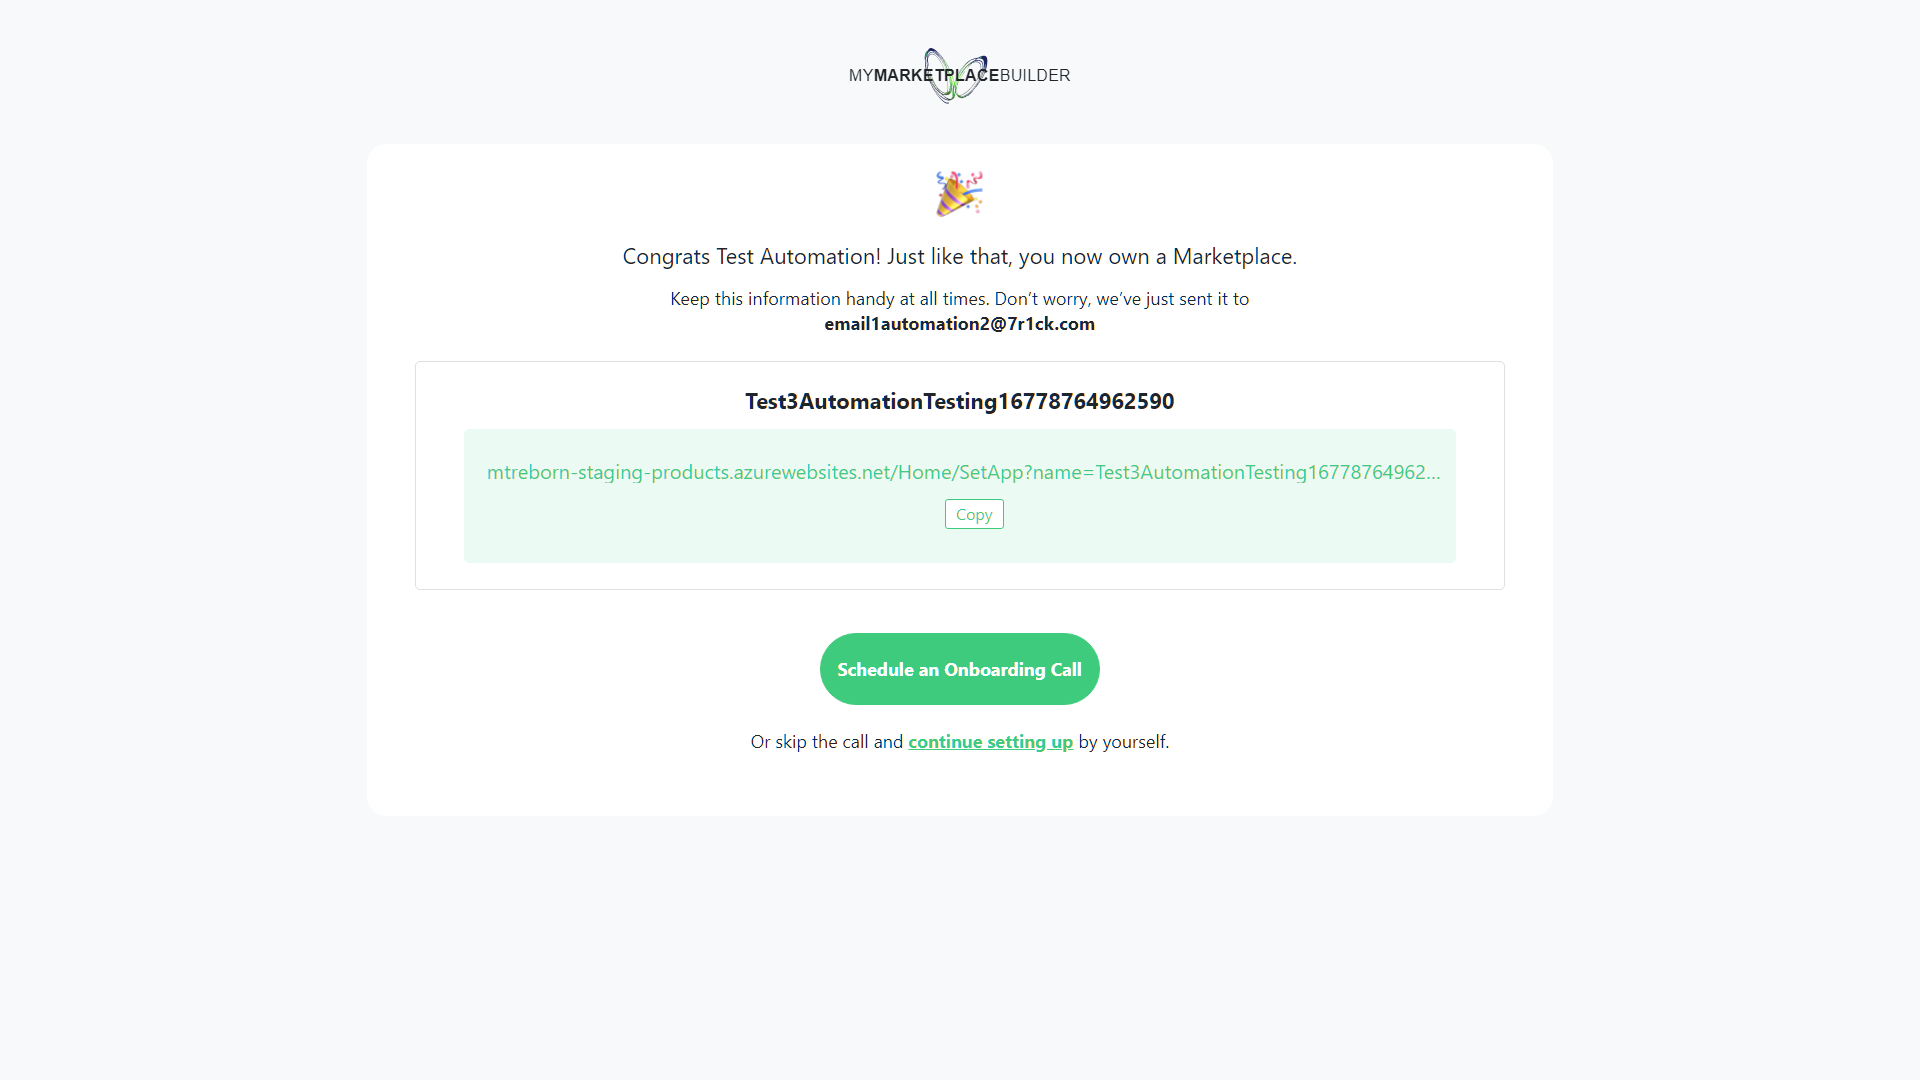 MYMARKETPLACEBUILDER
Congrats Test Automation! Just like that, you now own a Marketplace.
Keep this information handy at all times. Don’t worry, we’ve just sent it to
email1automation2@7r1ck.com
Test3AutomationTesting16778764962590
mtreborn-staging-products.azurewebsites.net/Home/SetApp?name=Test3AutomationTesting16778764962...
Copy
Schedule an Onboarding Call
Or skip the call and continue setting up by yourself.